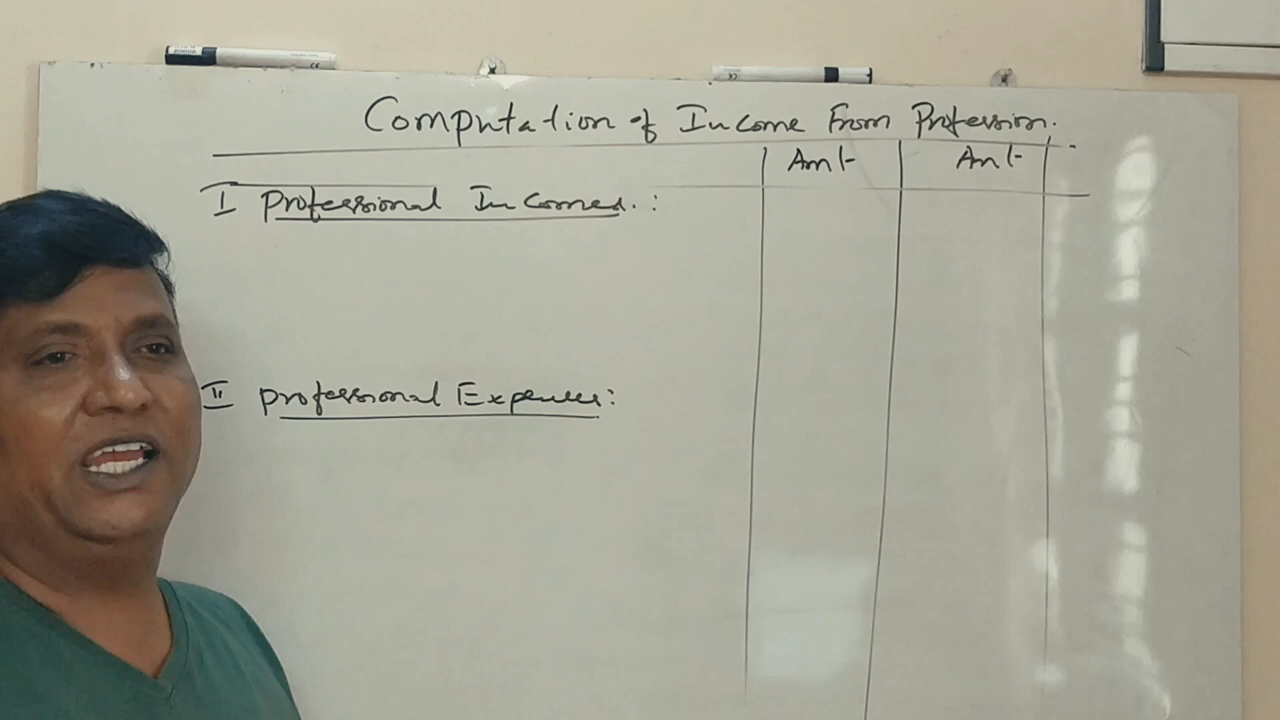 Computation of Income From Profession.
Amt Amt
I Professional Incomes. :
II Professional Expenses: